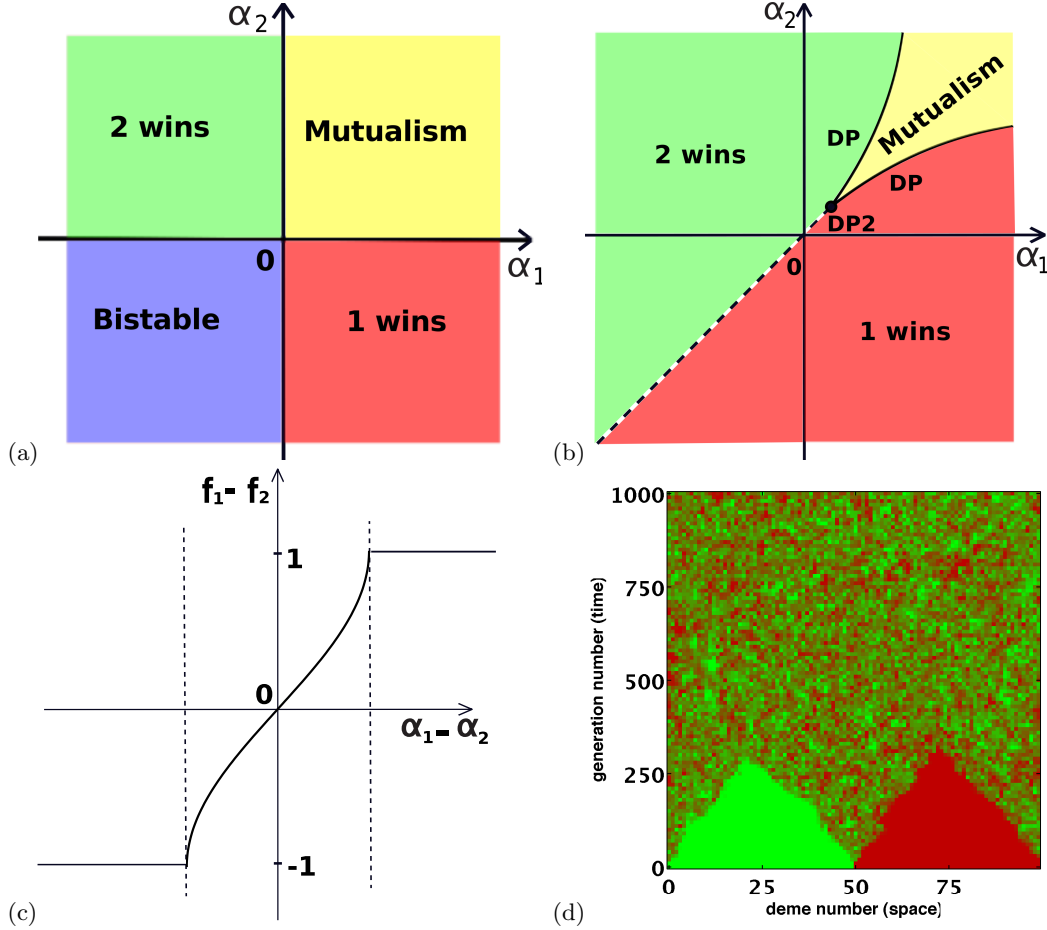 α₂
2 wins
Mutualism
0
α₁
Bistable
1 wins
(a)
α₂
DP
Mutualism
2 wins
DP
DP2
0
α₁
1 wins
(b)
f₁- f₂
1
0
α₁- α₂
-1
(c)
1000
750
500
250
0
generation number (time)
0 25 50 75
deme number (space)
(d)